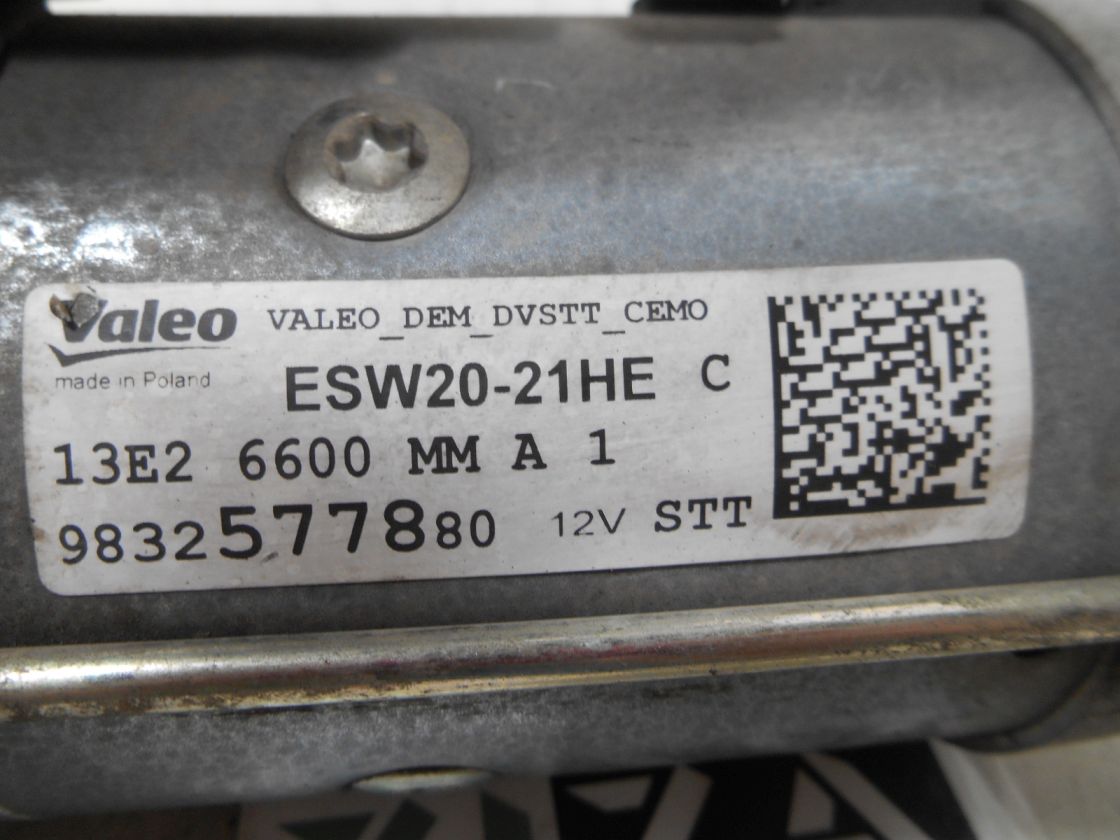 Valeo VALEO_DEM_DVSTT_CEMO
made in Poland ESW20-21HE C
13E2 6600 MM A 1
9832577880 12V STT